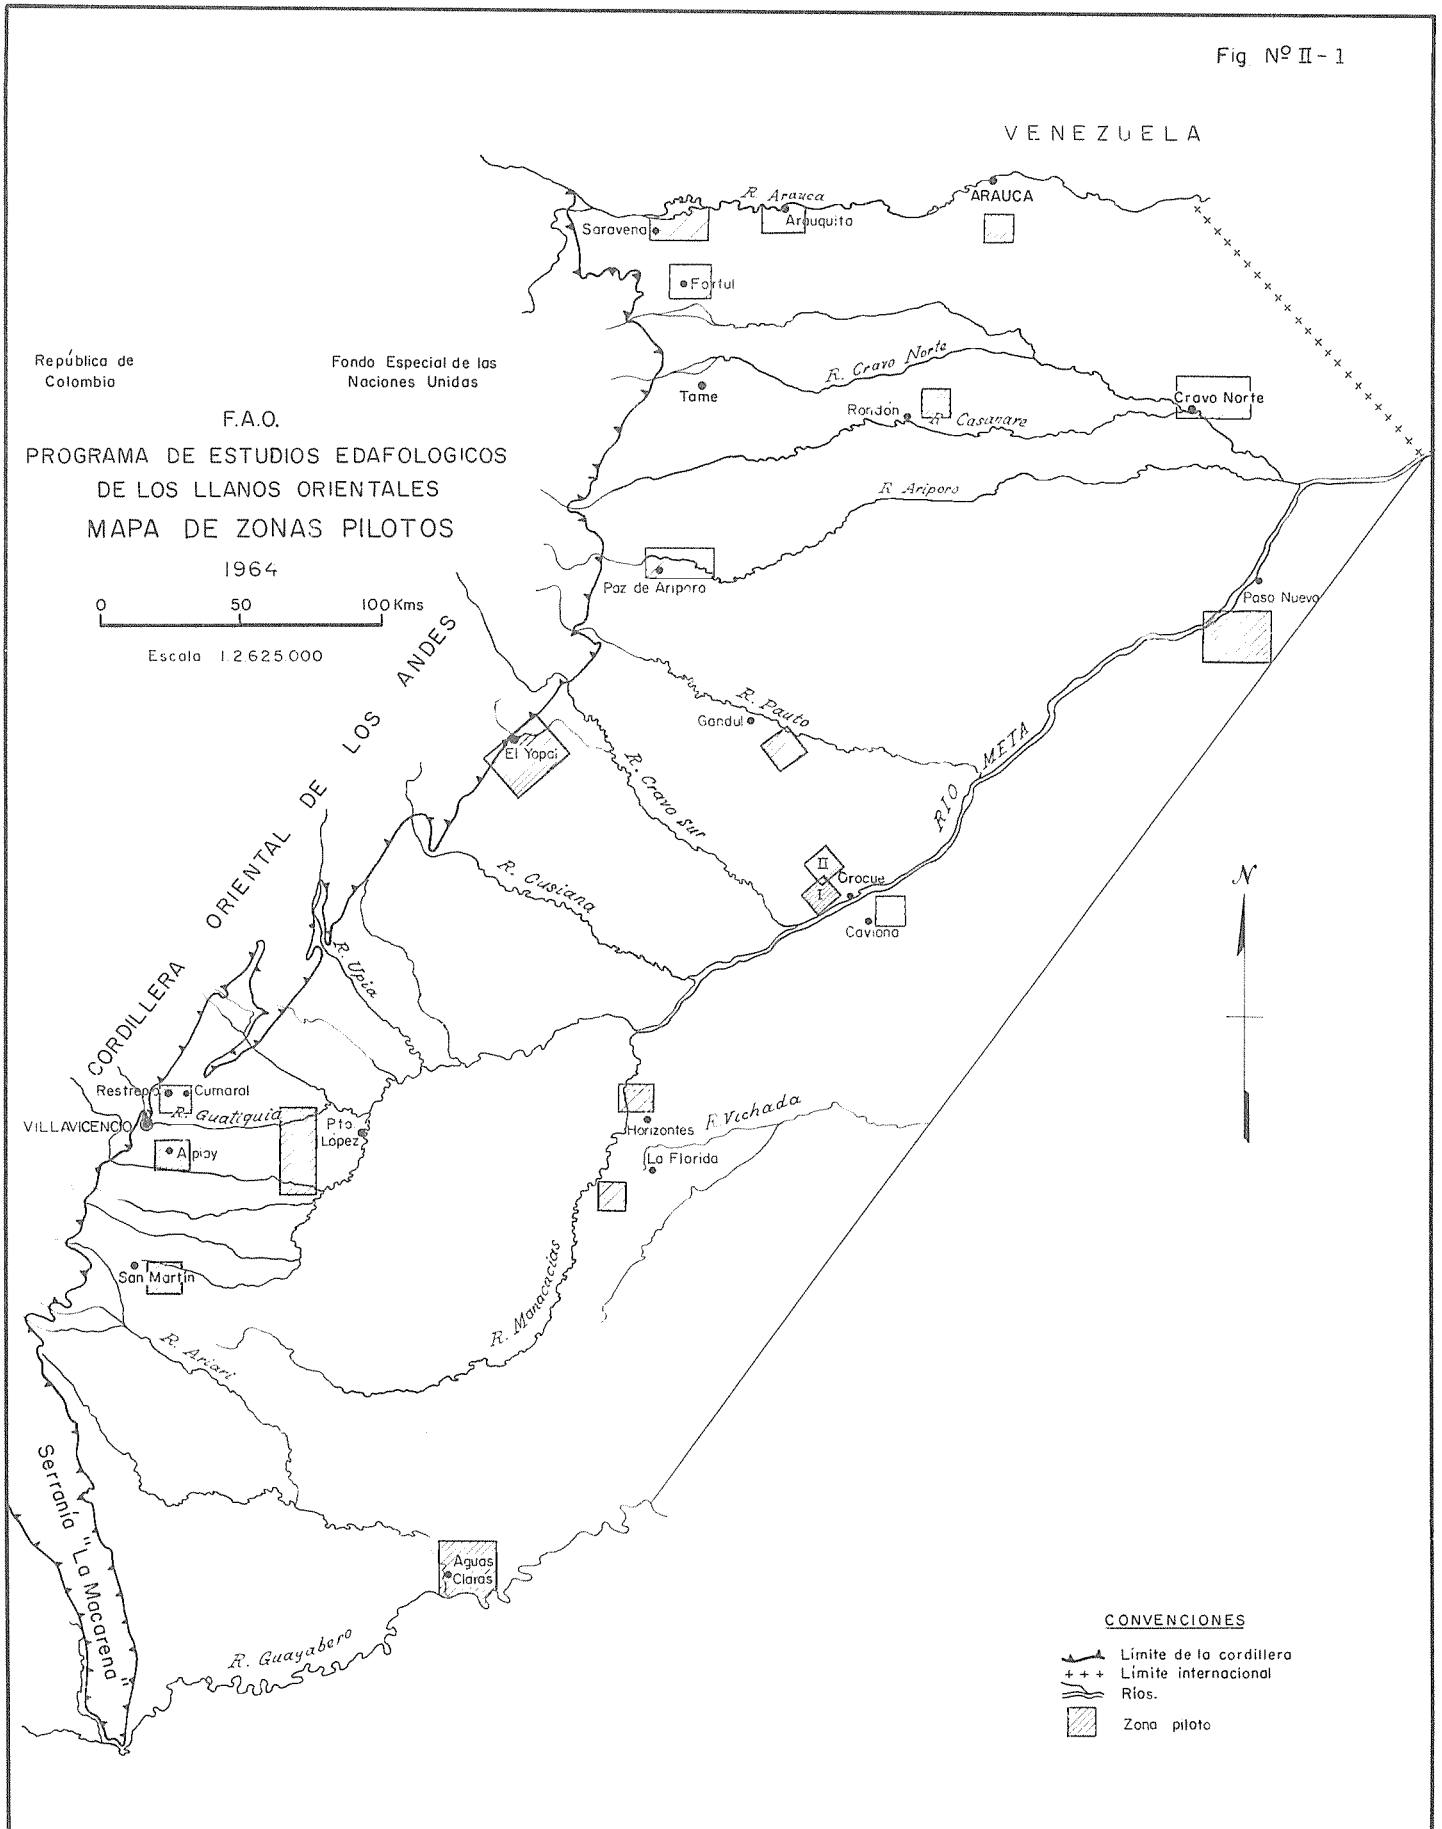 Fig. Nº II-1
VENEZUELA
R. Arauca
ARAUCA
Saravena
Arauquita
Fortul
República de
Colombia
Fondo Especial de las
Naciones Unidas
F.A.O.
PROGRAMA DE ESTUDIOS EDAFOLOGICOS
DE LOS LLANOS ORIENTALES
MAPA DE ZONAS PILOTOS
1964
0 50 100 Kms
Escala 1:2.625.000
R. Cravo Norte
Tame
Rondón
R. Casanare
Cravo Norte
R. Ariporo
Paz de Ariporo
Paso Nuevo
CORDILLERA ORIENTAL DE LOS ANDES
R. Pauto
Gandul
El Yopal
R. Cravo Sur
RIO META
II
I
Orocue
Caviona
R. Cusiana
R. Upia
N
Restrepo
Cumaral
R. Guatiquia
VILLAVICENCIO
Pto.
López
Apiay
Horizontes
R. Vichada
La Florida
San Martín
R. Manacacias
R. Ariari
Serranía "La Macarena"
Aguas
Claras
R. Guayabero
CONVENCIONES
Límite de la cordillera
Límite internacional
Ríos.
Zona piloto